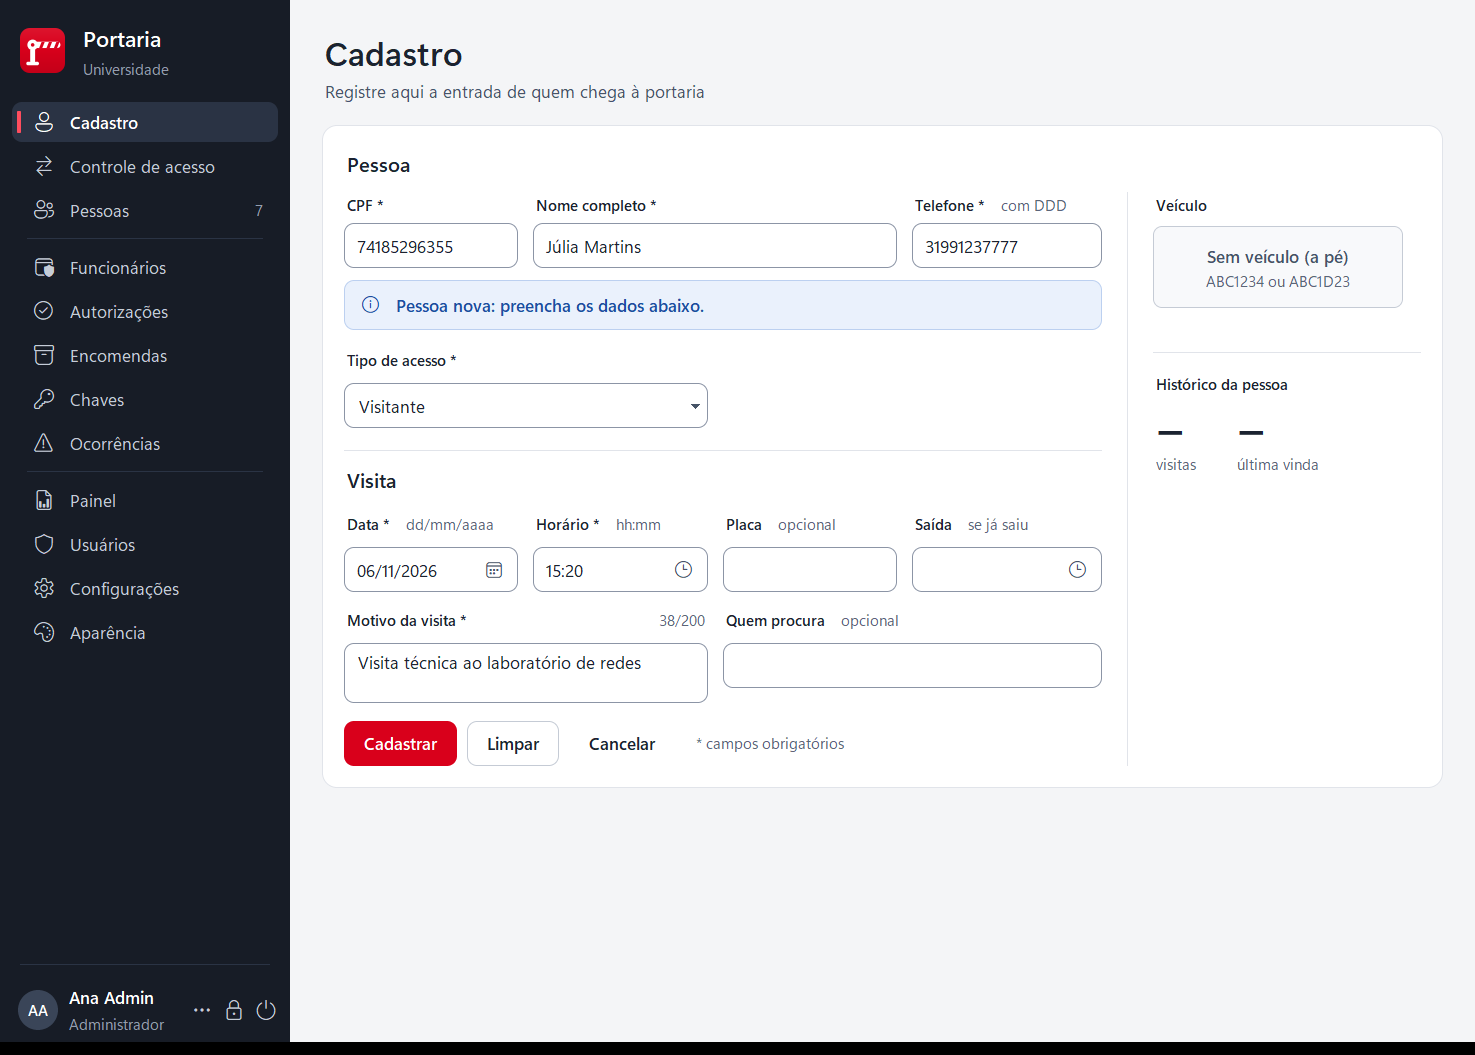 Portaria
Universidade
Cadastro
Controle de acesso
Pessoas 7
Funcionários
Autorizações
Encomendas
Chaves
Ocorrências
Painel
Usuários
Configurações
Aparência
AA
Ana Admin
Administrador
Cadastro
Registre aqui a entrada de quem chega à portaria
Pessoa
CPF * Nome completo * Telefone * com DDD
74185296355 Júlia Martins 31991237777
Pessoa nova: preencha os dados abaixo.
Tipo de acesso *
Visitante
Visita
Data * dd/mm/aaaa Horário * hh:mm Placa opcional Saída se já saiu
06/11/2026 15:20
Motivo da visita * 38/200 Quem procura opcional
Visita técnica ao laboratório de redes
Cadastrar Limpar Cancelar * campos obrigatórios
Veículo
Sem veículo (a pé)
ABC1234 ou ABC1D23
Histórico da pessoa
— —
visitas última vinda